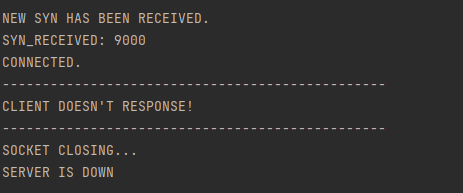 NEW SYN HAS BEEN RECEIVED.
SYN_RECEIVED: 9000
CONNECTED.
------------------------------------------------
CLIENT DOESN'T RESPONSE!
------------------------------------------------
SOCKET CLOSING...
SERVER IS DOWN